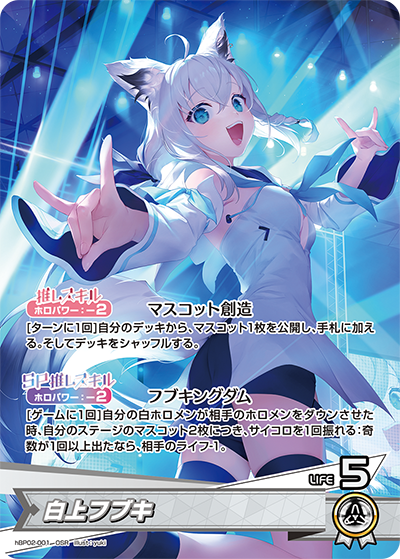 推しスキル
ホロパワー:-2
マスコット創造
[ターンに1回]自分のデッキから、マスコット1枚を公開し、手札に加え
る。そしてデッキをシャッフルする。
SP推しスキル
ホロパワー:-2
フブキングダム
[ゲームに1回]自分の白ホロメンが相手のホロメンをダウンさせた
時、自分のステージのマスコット2枚につき、サイコロを1回振れる:奇
数が1回以上出たなら、相手のライフ-1。
LIFE 5
白上フブキ
hBP02-001 OSR illust:yuki